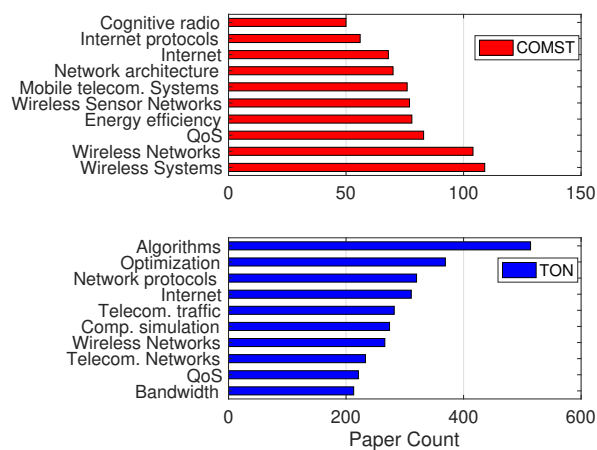 Cognitive radio
Internet protocols
Internet
Network architecture
Mobile telecom. Systems
Wireless Sensor Networks
Energy efficiency
QoS
Wireless Networks
Wireless Systems
COMST
0 50 100 150
Algorithms
Optimization
Network protocols
Internet
Telecom. traffic
Comp. simulation
Wireless Networks
Telecom. Networks
QoS
Bandwidth
TON
0 200 400 600
Paper Count